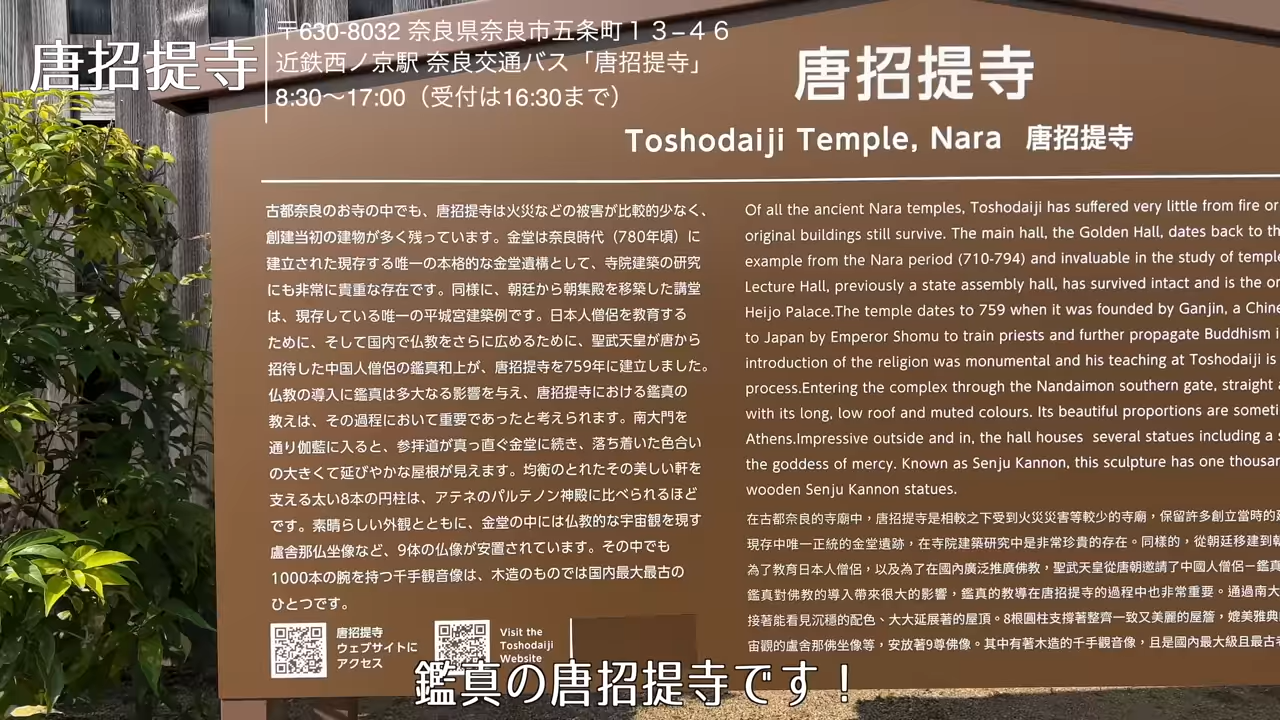 唐招提寺
〒630-8032 奈良県奈良市五条町１３−４６
近鉄西ノ京駅 奈良交通バス「唐招提寺」
8:30〜17:00（受付は16:30まで）
唐招提寺
Toshodaiji Temple, Nara 唐招提寺
古都奈良のお寺の中でも、唐招提寺は火災などの被害が比較的少なく、
創建当初の建物が多く残っています。金堂は奈良時代（780年頃）に
建立された現存する唯一の本格的な金堂遺構として、寺院建築の研究
にも非常に貴重な存在です。同様に、朝廷から朝集殿を移築した講堂
は、現存している唯一の平城宮建築例です。日本人僧侶を教育する
ために、そして国内で仏教をさらに広めるために、聖武天皇が唐から
招待した中国人僧侶の鑑真和上が、唐招提寺を759年に建立しました。
仏教の導入に鑑真は多大なる影響を与え、唐招提寺における鑑真の
教えは、その過程において重要であったと考えられます。南大門を
通り伽藍に入ると、参拝道が真っ直ぐ金堂に続き、落ち着いた色合い
の大きくて延びやかな屋根が見えます。均衡のとれたその美しい軒を
支える太い8本の円柱は、アテネのパルテノン神殿に比べられるほど
です。素晴らしい外観とともに、金堂の中には仏教的な宇宙観を現す
盧舎那仏坐像など、9体の仏像が安置されています。その中でも
1000本の腕を持つ千手観音像は、木造のものでは国内最大最古の
ひとつです。
Of all the ancient Nara temples, Toshodaiji has suffered very little from fire or
original buildings still survive. The main hall, the Golden Hall, dates back to th
example from the Nara period (710-794) and invaluable in the study of temple
Lecture Hall, previously a state assembly hall, has survived intact and is the or
Heijo Palace.The temple dates to 759 when it was founded by Ganjin, a Chine
to Japan by Emperor Shomu to train priests and further propagate Buddhism i
introduction of the religion was monumental and his teaching at Toshodaiji is
process.Entering the complex through the Nandaimon southern gate, straight a
with its long, low roof and muted colours. Its beautiful proportions are someti
Athens.Impressive outside and in, the hall houses several statues including a s
the goddess of mercy. Known as Senju Kannon, this sculpture has one thousan
wooden Senju Kannon statues.
在古都奈良的寺廟中，唐招提寺是相較之下受到火災災害等較少的寺廟，保留許多創立當時的建
現存中唯一正統的金堂遺跡，在寺院建築研究中是非常珍貴的存在。同樣的，從朝廷移建到朝
為了教育日本人僧侶，以及為了在國內廣泛推廣佛教，聖武天皇從唐朝邀請了中國人僧侶－鑑真
鑑真對佛教的導入帶來很大的影響，鑑真的教導在唐招提寺的過程中也非常重要。通過南大
接著能看見沉穩的配色、大大延展著的屋頂。8根圓柱支撐著整齊一致又美麗的屋簷，媲美雅典
宙觀的盧舍那佛坐像等，安放著9尊佛像。其中有著木造的千手觀音像，且是國內最大級且最古老
唐招提寺
ウェブサイトに
アクセス
Visit the
Toshodaiji
Website
鑑真の唐招提寺です！